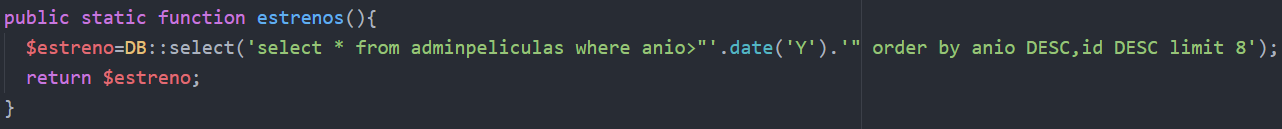 public static function estrenos(){
$estreno=DB::select('select * from adminpeliculas where anio>"'.date('Y').'" order by anio DESC,id DESC limit 8');
return $estreno;
}